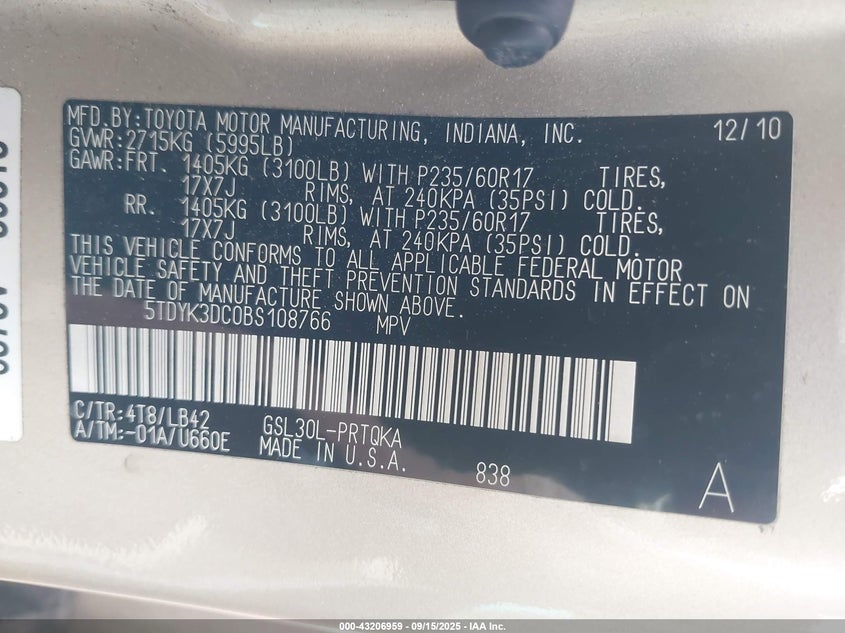 MFD.BY:TOYOTA MOTOR MANUFACTURING, INDIANA, INC. 12/10
GVWR:2715KG (5995LB)
GAWR:FRT. 1405KG (3100LB) WITH P235/60R17 TIRES,
17X7J RIMS, AT 240KPA (35PSI) COLD.
RR. 1405KG (3100LB) WITH P235/60R17 TIRES,
17X7J RIMS, AT 240KPA (35PSI) COLD.
THIS VEHICLE CONFORMS TO ALL APPLICABLE FEDERAL MOTOR
VEHICLE SAFETY AND THEFT PREVENTION STANDARDS IN EFFECT ON
THE DATE OF MANUFACTURE SHOWN ABOVE.
5TDYK3DC0BS108766 MPV
C/TR:4T8/LB42 GSL30L-PRTQKA
A/TM:-01A/U660E MADE IN U.S.A. 838
A
000-43206959 - 09/15/2025 - IAA Inc.